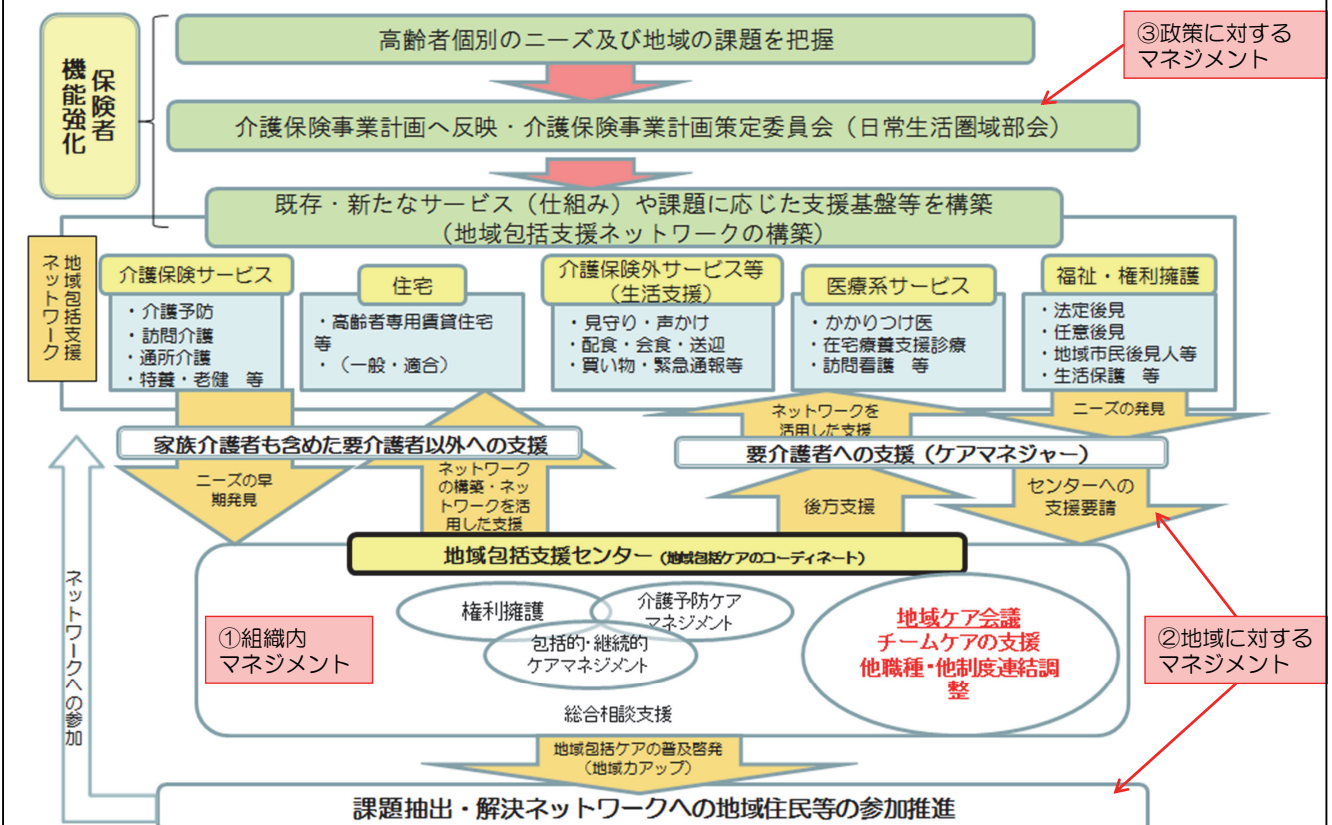 高齢者個別のニーズ及び地域の課題を把握
③政策に対する
マネジメント
保険者
機能強化
介護保険事業計画へ反映・介護保険事業計画策定委員会（日常生活圏域部会）
既存・新たなサービス（仕組み）や課題に応じた支援基盤等を構築
（地域包括支援ネットワークの構築）
地域包括支援
ネットワーク
介護保険サービス
・介護予防
・訪問介護
・通所介護
・特養・老健　等
住宅
・高齢者専用賃貸住宅
等
・（一般・適合）
介護保険外サービス等
（生活支援）
・見守り・声かけ
・配食・会食・送迎
・買い物・緊急通報等
医療系サービス
・かかりつけ医
・在宅療養支援診療
・訪問看護　等
福祉・権利擁護
・法定後見
・任意後見
・地域市民後見人等
・生活保護　等
ネットワークを
活用した支援
ニーズの発見
家族介護者も含めた要介護者以外への支援
要介護者への支援（ケアマネジャー）
ニーズの早
期発見
ネットワーク
の構築・ネッ
トワークを活
用した支援
後方支援
センターへの
支援要請
地域包括支援センター（地域包括ケアのコーディネート）
権利擁護
介護予防ケア
マネジメント
包括的・継続的
ケアマネジメント
総合相談支援
地域ケア会議
チームケアの支援
他職種・他制度連結調
整
①組織内
マネジメント
②地域に対する
マネジメント
ネットワークへの参加
地域包括ケアの普及啓発
（地域力アップ）
課題抽出・解決ネットワークへの地域住民等の参加推進